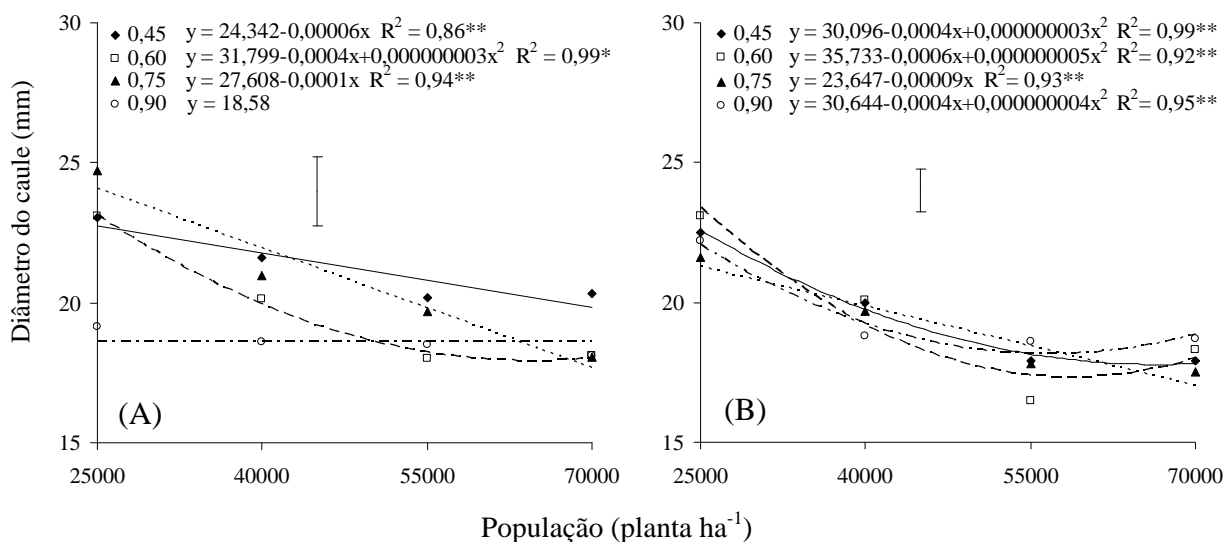 Diâmetro do caule (mm)
30
25
20
15
0,45 y = 24,342-0,00006x R² = 0,86**
0,60 y = 31,799-0,0004x+0,000000003x² R² = 0,99*
0,75 y = 27,608-0,0001x R² = 0,94**
0,90 y = 18,58
(A)
25000 40000 55000 70000
30
25
20
15
0,45 y = 30,096-0,0004x+0,000000003x² R² = 0,99**
0,60 y = 35,733-0,0006x+0,000000005x² R² = 0,92**
0,75 y = 23,647-0,00009x R² = 0,93**
0,90 y = 30,644-0,0004x+0,000000004x² R² = 0,95**
(B)
25000 40000 55000 70000
População (planta ha⁻¹)